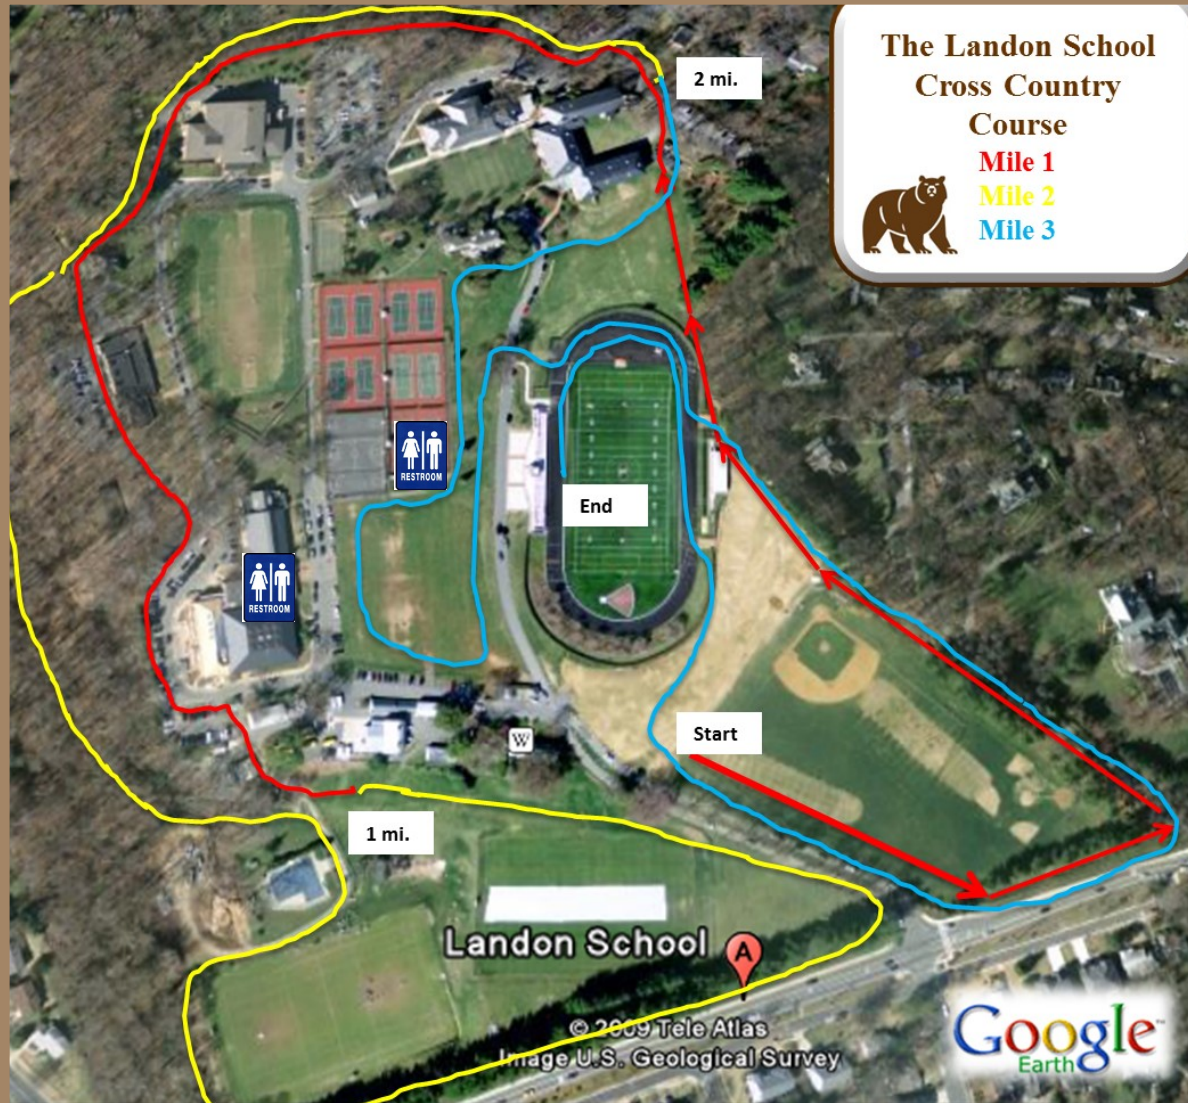 The Landon School
Cross Country
Course
Mile 1
Mile 2
Mile 3
2 mi.
RESTROOM
End
RESTROOM
Start
W
1 mi.
Landon School
A
© 2009 Tele Atlas
Image U.S. Geological Survey
Google
Earth